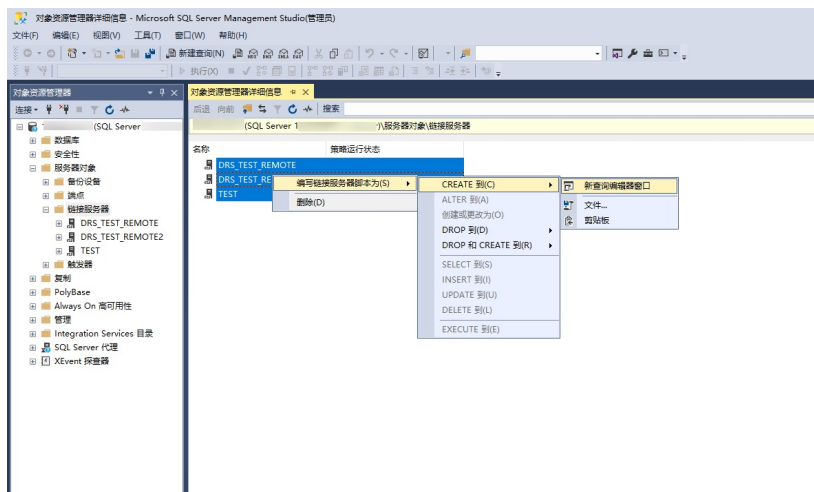 对象资源管理器详细信息 - Microsoft SQL Server Management Studio(管理员)
文件(F) 编辑(E) 视图(V) 工具(T) 窗口(W) 帮助(H)
新建查询(N)
执行(X)
对象资源管理器
连接
(SQL Server
数据库
安全性
服务器对象
备份设备
端点
链接服务器
DRS_TEST_REMOTE
DRS_TEST_REMOTE2
TEST
触发器
复制
PolyBase
Always On 高可用性
管理
Integration Services 目录
SQL Server 代理
XEvent 探查器
对象资源管理器详细信息
后退 向前 搜索
(SQL Server 1 )\服务器对象\链接服务器
名称 策略运行状态
DRS_TEST_REMOTE
DRS_TEST_RE
TEST
编写链接服务器脚本为(S)
删除(D)
CREATE 到(C)
ALTER 到(A)
创建或更改为(O)
DROP 到(D)
DROP 和 CREATE 到(R)
SELECT 到(S)
INSERT 到(I)
UPDATE 到(U)
DELETE 到(L)
EXECUTE 到(E)
新查询编辑器窗口
文件...
剪贴板